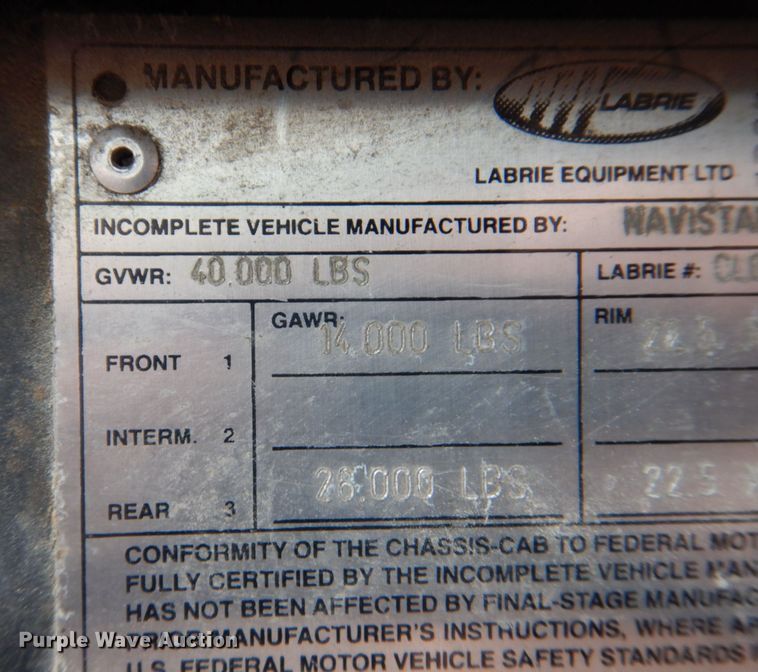 MANUFACTURED BY:
LABRIE
LABRIE EQUIPMENT LTD
INCOMPLETE VEHICLE MANUFACTURED BY: NAVISTA
GVWR: 40.000 LBS
LABRIE #:
GAWR:
RIM
FRONT 1 14.000 LBS 22.5
INTERM. 2
REAR 3 26.000 LBS 22.5
CONFORMITY OF THE CHASSIS-CAB TO FEDERAL MOT
FULLY CERTIFIED BY THE INCOMPLETE VEHICLE MAN
HAS NOT BEEN AFFECTED BY FINAL-STAGE MANUFAC
MANUFACTURER'S INSTRUCTIONS, WHERE AP
U.S. FEDERAL MOTOR VEHICLE SAFETY STANDARDS
Purple Wave Auction